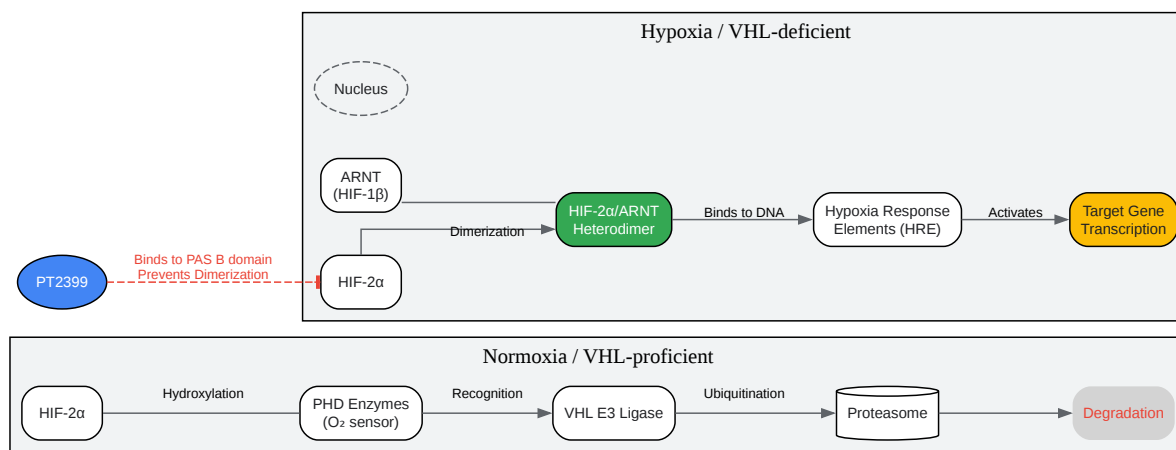 Hypoxia / VHL-deficient
Nucleus
ARNT
(HIF-1β)
HIF-2α/ARNT
Heterodimer
Binds to DNA
Hypoxia Response
Elements (HRE)
Activates
Target Gene
Transcription
Dimerization
PT2399
Binds to PAS B domain
Prevents Dimerization
HIF-2α
Normoxia / VHL-proficient
HIF-2α
Hydroxylation
PHD Enzymes
(O₂ sensor)
Recognition
VHL E3 Ligase
Ubiquitination
Proteasome
Degradation